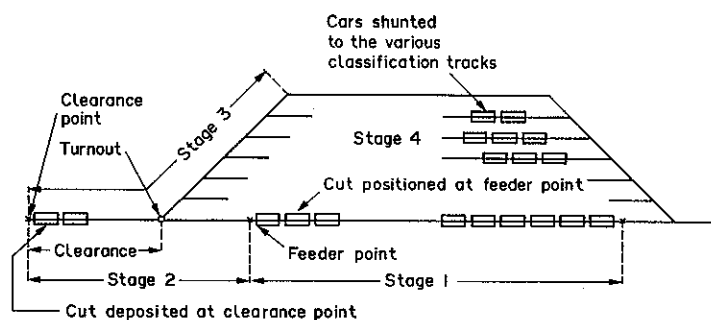 Cars shunted
to the various
classification tracks
Clearance
point
Turnout
Stage 3
Stage 4
Cut positioned at feeder point
Clearance
Feeder point
Stage 2
Stage 1
Cut deposited at clearance point